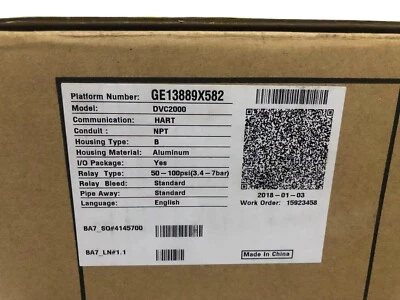 Platform Number: GE13889X582
Model: DVC2000
Communication: HART
Conduit : NPT
Housing Type: B
Housing Material: Aluminum
I/O Package: Yes
Relay Type: 50-100psi(3.4-7bar)
Relay Bleed: Standard
Pipe Away: Standard
Language: English
2018-01-03
Work Order: 15923458
BA7_SO#4145700
BA7_LN#1.1
Made In China